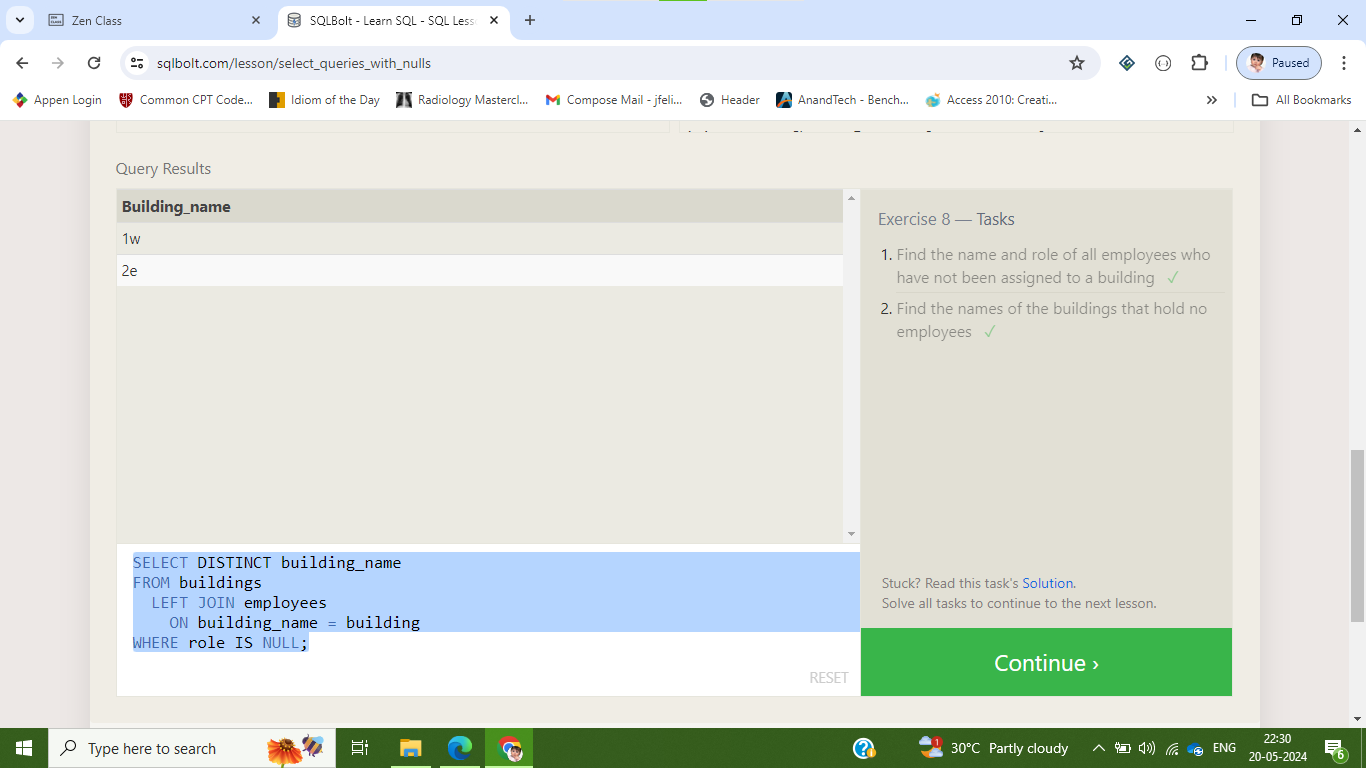 Zen Class
SQLBolt - Learn SQL - SQL Less
sqlbolt.com/lesson/select_queries_with_nulls
Paused
Appen Login
Common CPT Code...
Idiom of the Day
Radiology Mastercl...
Compose Mail - jfeli...
Header
AnandTech - Bench...
Access 2010: Creati...
»
All Bookmarks
Query Results
Building_name
1w
2e
Exercise 8 — Tasks
1. Find the name and role of all employees who
have not been assigned to a building ✓
2. Find the names of the buildings that hold no
employees ✓
SELECT DISTINCT building_name
FROM buildings
LEFT JOIN employees
ON building_name = building
WHERE role IS NULL;
RESET
Stuck? Read this task's Solution.
Solve all tasks to continue to the next lesson.
Continue ›
Type here to search
1
30°C Partly cloudy
ENG
22:30
20-05-2024
6